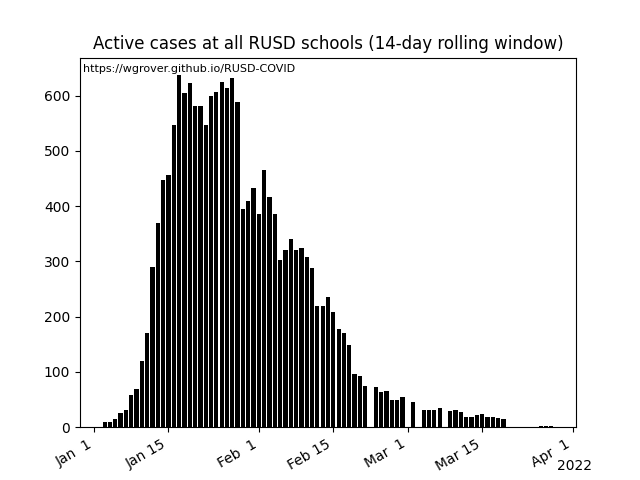 Active cases at all RUSD schools (14-day rolling window)
https://wgrover.github.io/RUSD-COVID
600
500
400
300
200
100
0
Jan 1
Jan 15
Feb 1
Feb 15
Mar 1
Mar 15
Apr 1
2022